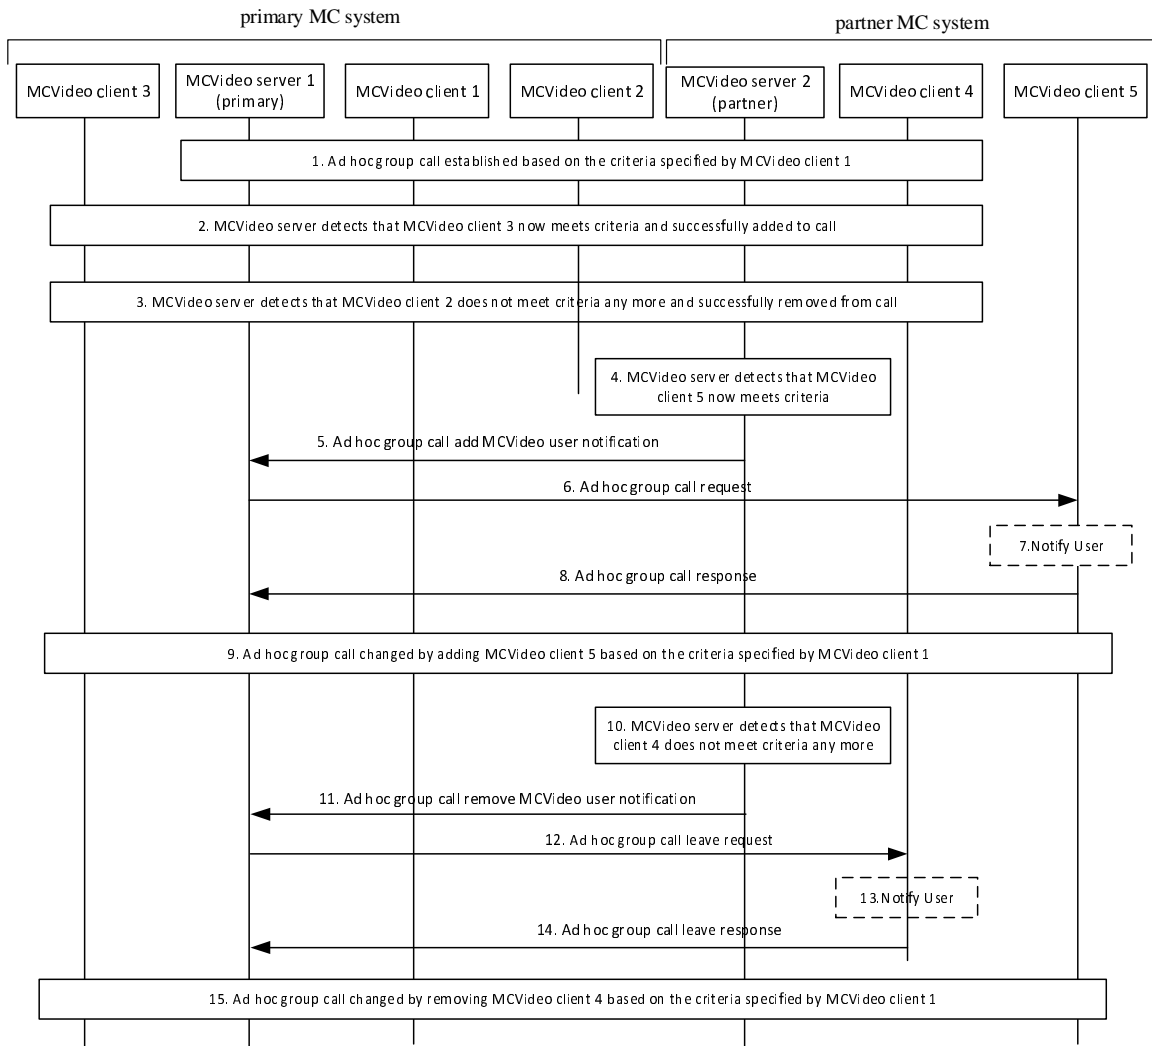 primary MC system
partner MC system
MCVideo client 3
MCVideo server 1
(primary)
MCVideo client 1
MCVideo client 2
MCVideo server 2
(partner)
MCVideo client 4
MCVideo client 5
1. Ad hoc group call established based on the criteria specified by MCVideo client 1
2. MCVideo server detects that MCVideo client 3 now meets criteria and successfully added to call
3. MCVideo server detects that MCVideo client 2 does not meet criteria any more and successfully removed from call
4. MCVideo server detects that MCVideo
client 5 now meets criteria
5. Ad hoc group call add MCVideo user notification
6. Ad hoc group call request
7.Notify User
8. Ad hoc group call response
9. Ad hoc group call changed by adding MCVideo client 5 based on the criteria specified by MCVideo client 1
10. MCVideo server detects that MCVideo
client 4 does not meet criteria any more
11. Ad hoc group call remove MCVideo user notification
12. Ad hoc group call leave request
13.Notify User
14. Ad hoc group call leave response
15. Ad hoc group call changed by removing MCVideo client 4 based on the criteria specified by MCVideo client 1